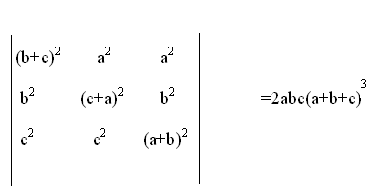 (b+c)² a² a²
b² (c+a)² b² =2abc(a+b+c)³
c² c² (a+b)²